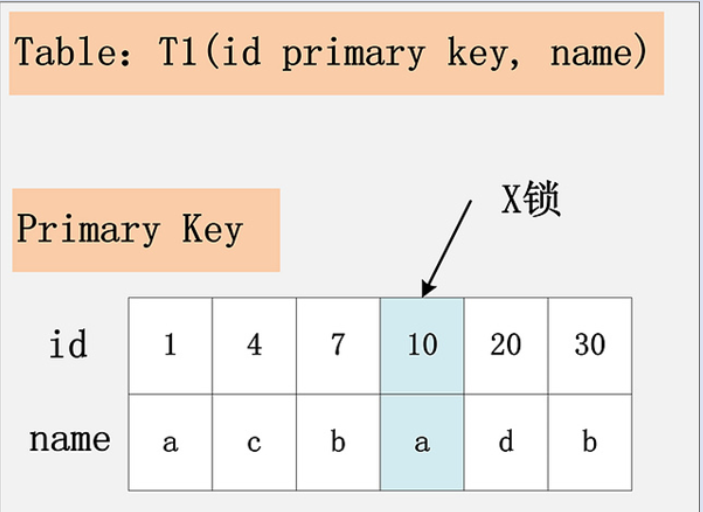 Table：T1(id primary key, name)
X锁
Primary Key
id 1 4 7 10 20 30
name a c b a d b